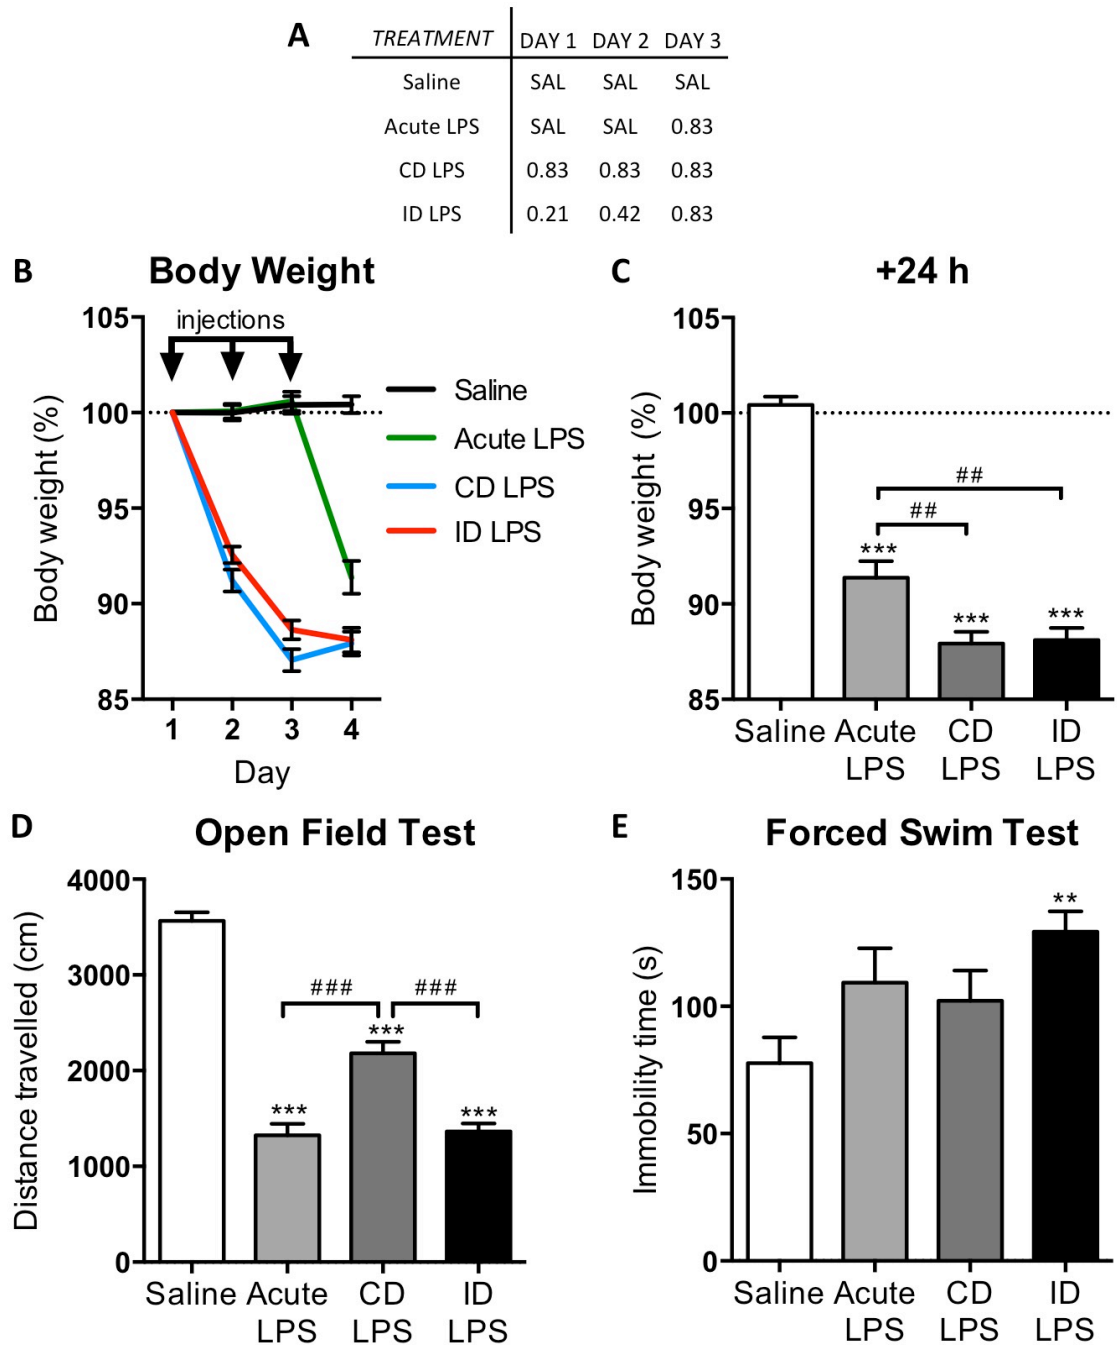 A
TREATMENT DAY 1 DAY 2 DAY 3
Saline SAL SAL SAL
Acute LPS SAL SAL 0.83
CD LPS 0.83 0.83 0.83
ID LPS 0.21 0.42 0.83
B Body Weight
injections
105
100
95
90
85
Body weight (%)
1 2 3 4
Day
Saline
Acute LPS
CD LPS
ID LPS
C +24 h
105
100
95
90
85
Body weight (%)
##
##
***
***
***
Saline Acute CD ID
LPS LPS LPS
D Open Field Test
4000
3000
2000
1000
0
Distance travelled (cm)
### ###
***
***
***
Saline Acute CD ID
LPS LPS LPS
E Forced Swim Test
150
100
50
0
Immobility time (s)
**
Saline Acute CD ID
LPS LPS LPS